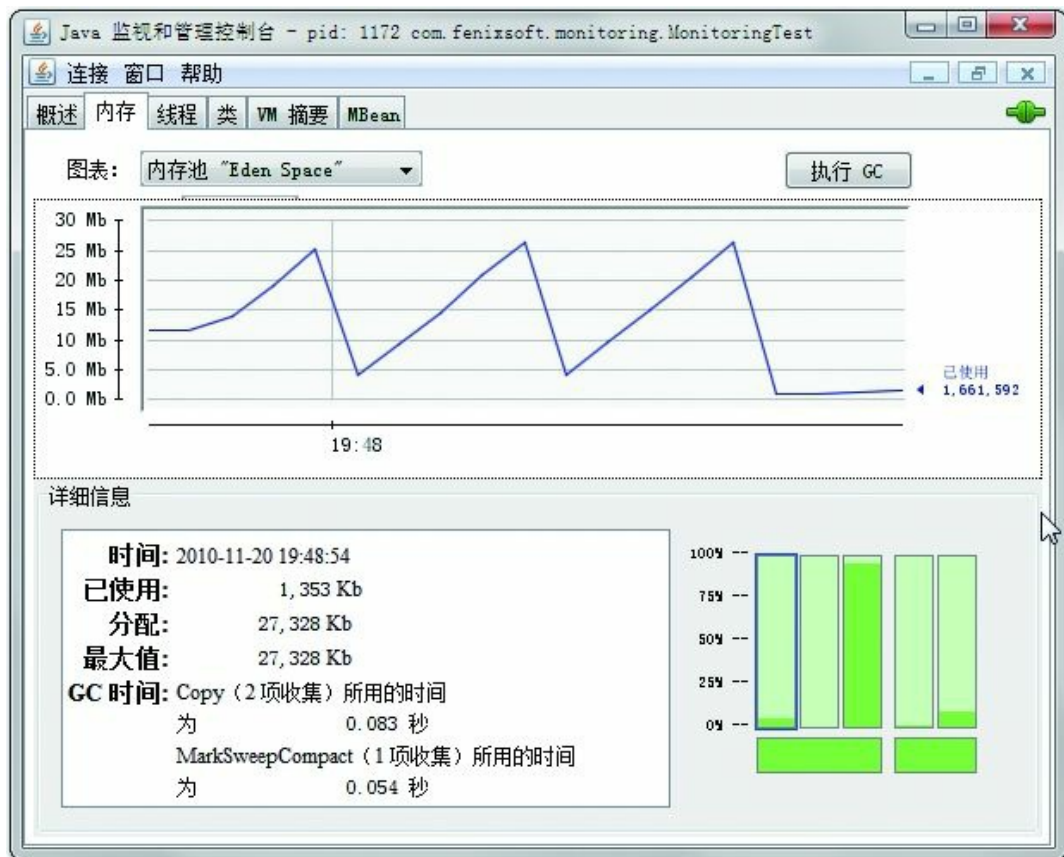 Java 监视和管理控制台 - pid: 1172 com.fenixsoft.monitoring.MonitoringTest
连接 窗口 帮助
概述 内存 线程 类 VM 摘要 MBean
图表: 内存池 "Eden Space" 执行 GC
30 Mb
25 Mb
20 Mb
15 Mb
10 Mb
5.0 Mb
0.0 Mb
已使用
1,661,592
19:48
详细信息
时间: 2010-11-20 19:48:54
已使用: 1,353 Kb
分配: 27,328 Kb
最大值: 27,328 Kb
GC 时间: Copy（2 项收集）所用的时间
为 0.083 秒
MarkSweepCompact（1 项收集）所用的时间
为 0.054 秒
100% --
75% --
50% --
25% --
0% --